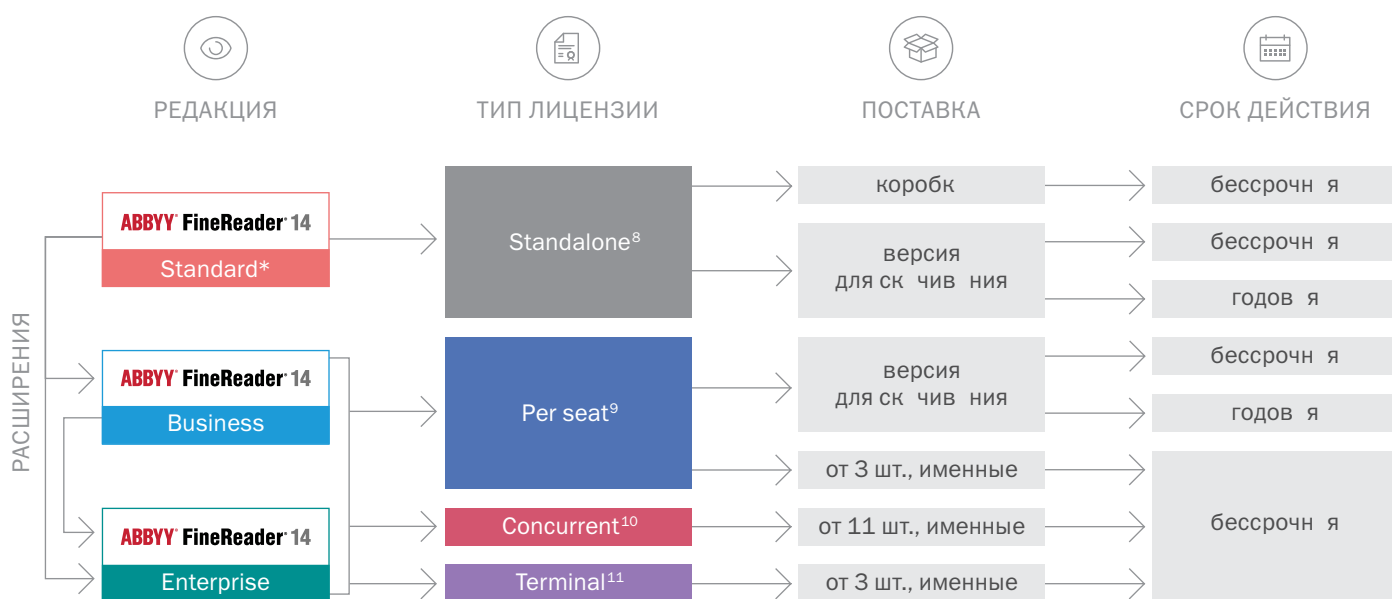 РЕДАКЦИЯ
ТИП ЛИЦЕНЗИИ
ПОСТАВКА
СРОК ДЕЙСТВИЯ
РАСШИРЕНИЯ
ABBYY FineReader 14
Standard*
Standalone⁸
коробк
бессрочн я
версия
для ск чив ния
бессрочн я
годов я
ABBYY FineReader 14
Business
Per seat⁹
версия
для ск чив ния
бессрочн я
годов я
от 3 шт., именные
ABBYY FineReader 14
Enterprise
Concurrent¹⁰
от 11 шт., именные
бессрочн я
Terminal¹¹
от 3 шт., именные